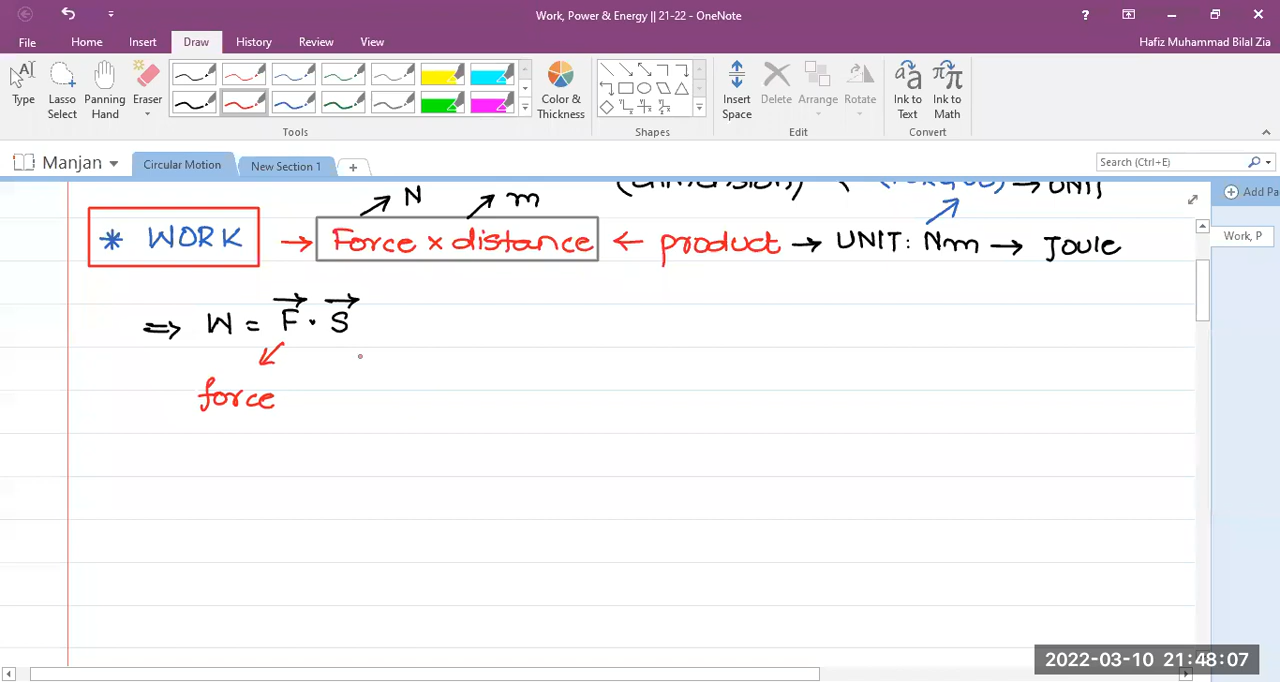 Work, Power & Energy || 21-22 - OneNote
?
File Home Insert Draw History Review View
Hafiz Muhammad Bilal Zia
Type Lasso Select Panning Hand Eraser
Color & Thickness
Insert Space Delete Arrange Rotate
Ink to Text Ink to Math
Tools Shapes Edit Convert
Manjan Circular Motion New Section 1 +
Search (Ctrl+E)
Add Pa
Work, P
(dimension) → UNIT
N m
* WORK → Force × distance ← product → UNIT: Nm → Joule
⇒ W = F⃗ · S⃗
force
2022-03-10 21:48:07